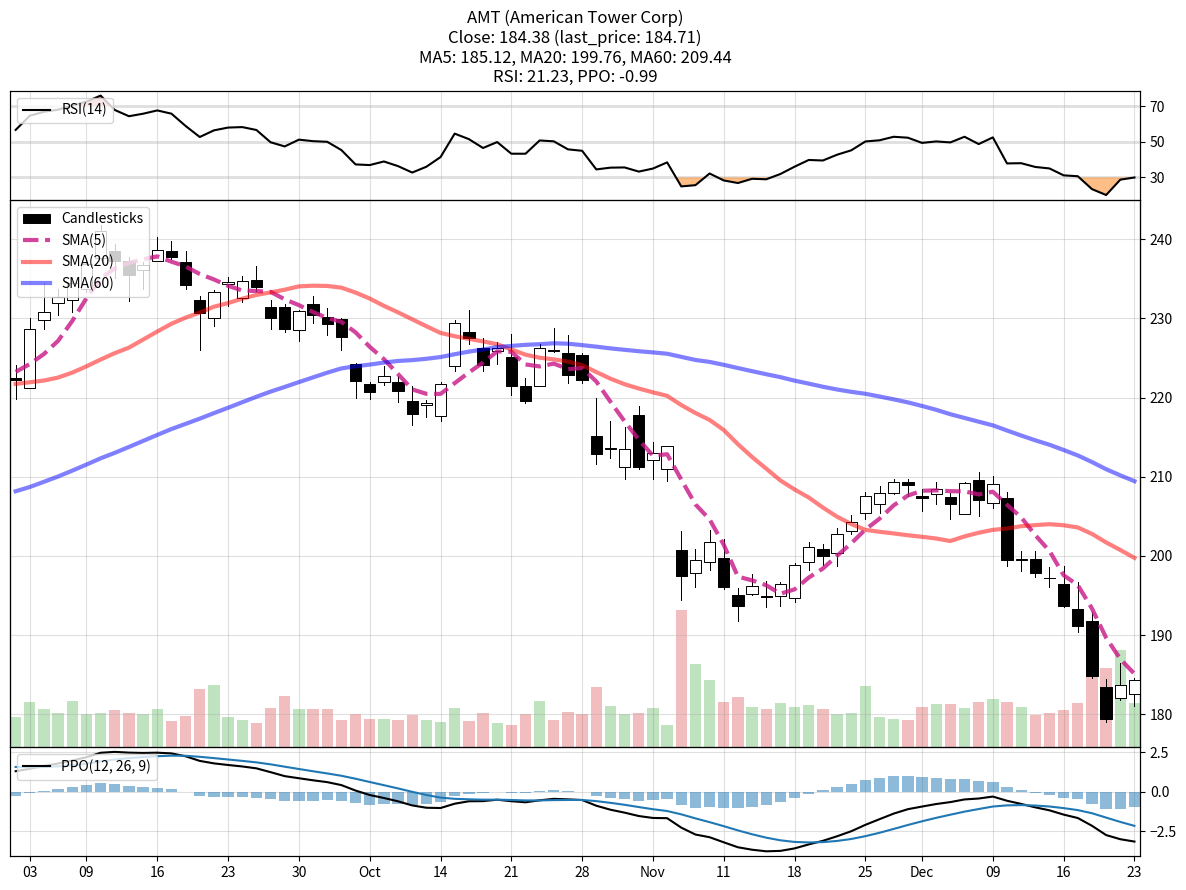 AMT (American Tower Corp)
Close: 184.38 (last_price: 184.71)
MA5: 185.12, MA20: 199.76, MA60: 209.44
RSI: 21.23, PPO: -0.99
RSI(14)
70
50
30
Candlesticks
SMA(5)
SMA(20)
SMA(60)
240
230
220
210
200
190
180
PPO(12, 26, 9)
2.5
0.0
−2.5
03 09 16 23 30 Oct 14 21 28 Nov 11 18 25 Dec 09 16 23